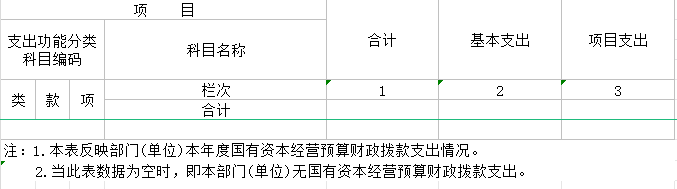 项 目
支出功能分类
科目编码
科目名称
合计
基本支出
项目支出
类 款 项
栏次 1 2 3
合计
注：1.本表反映部门(单位)本年度国有资本经营预算财政拨款支出情况。
2.当此表数据为空时，即本部门(单位)无国有资本经营预算财政拨款支出。